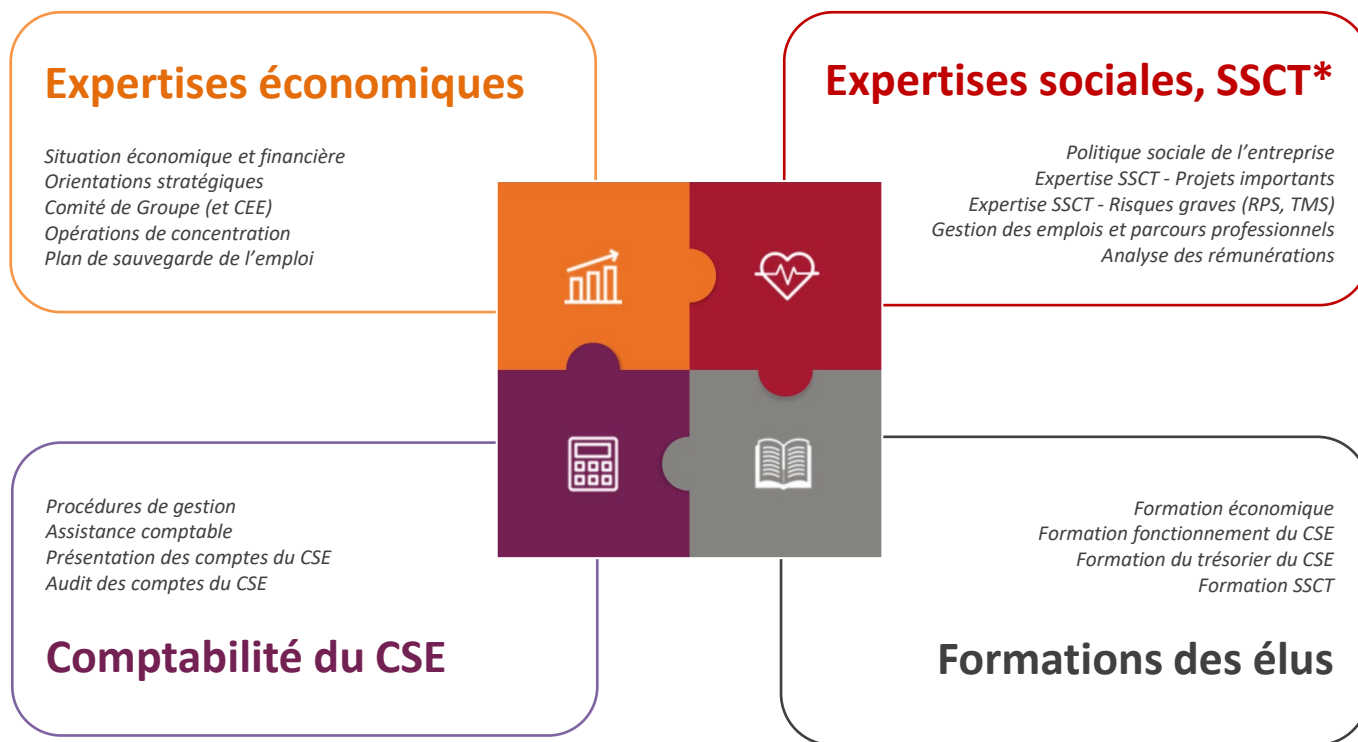 Expertises économiques
Situation économique et financière
Orientations stratégiques
Comité de Groupe (et CEE)
Opérations de concentration
Plan de sauvegarde de l’emploi
Expertises sociales, SSCT*
Politique sociale de l’entreprise
Expertise SSCT - Projets importants
Expertise SSCT - Risques graves (RPS, TMS)
Gestion des emplois et parcours professionnels
Analyse des rémunérations
Procédures de gestion
Assistance comptable
Présentation des comptes du CSE
Audit des comptes du CSE
Comptabilité du CSE
Formation économique
Formation fonctionnement du CSE
Formation du trésorier du CSE
Formation SSCT
Formations des élus